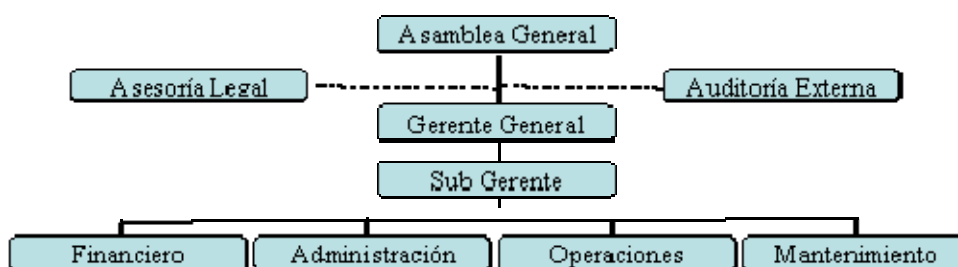 Asamblea General
Asesoría Legal
Auditoría Externa
Gerente General
Sub Gerente
Financiero
Administración
Operaciones
Mantenimiento